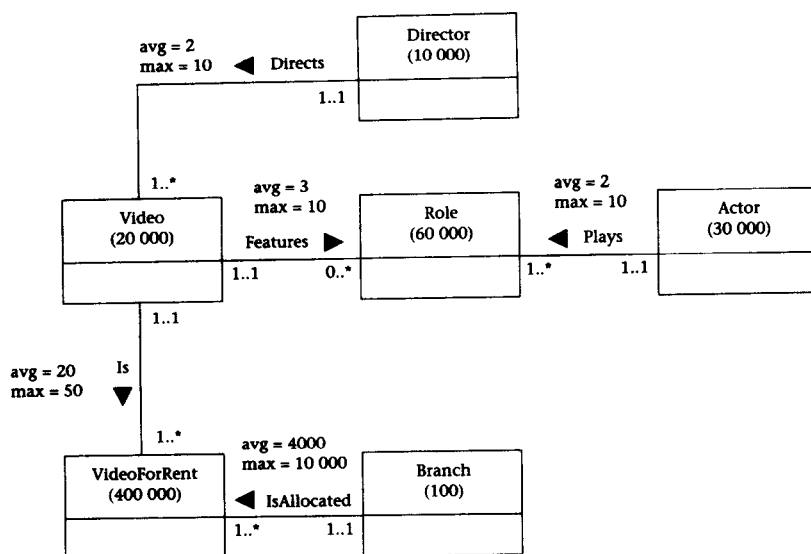 Director
(10 000)
avg = 2
max = 10
Directs
1..1
1..*
avg = 3
max = 10
avg = 2
max = 10
Video
(20 000)
Role
(60 000)
Actor
(30 000)
Features
Plays
1..1
0..*
1..*
1..1
1..1
avg = 20
max = 50
Is
1..*
avg = 4000
max = 10 000
VideoForRent
(400 000)
Branch
(100)
IsAllocated
1..*
1..1